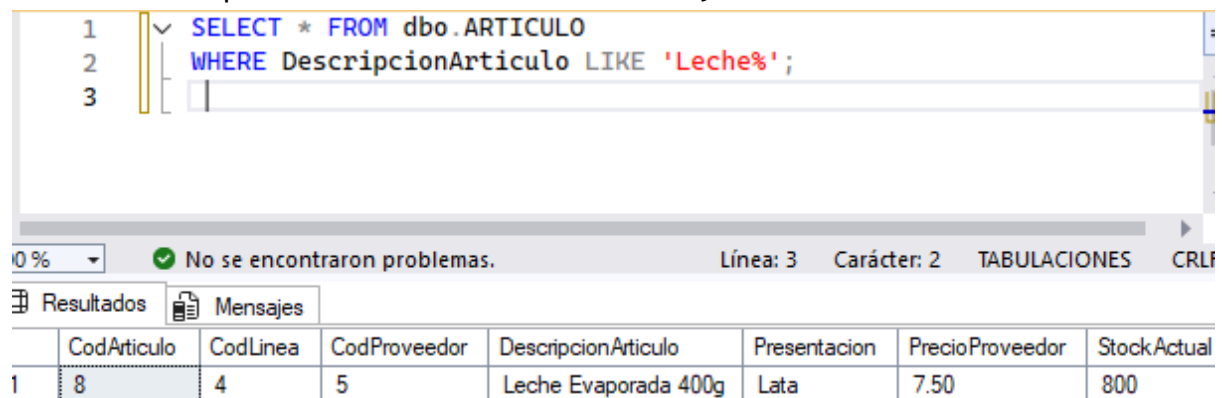 1 SELECT * FROM dbo.ARTICULO
2 WHERE DescripcionArticulo LIKE 'Leche%';
3
No se encontraron problemas. Línea: 3 Carácter: 2 TABULACIONES
Resultados Mensajes
CodArticulo CodLinea CodProveedor DescripcionArticulo Presentacion PrecioProveedor StockActual
1 8 4 5 Leche Evaporada 400g Lata 7.50 800